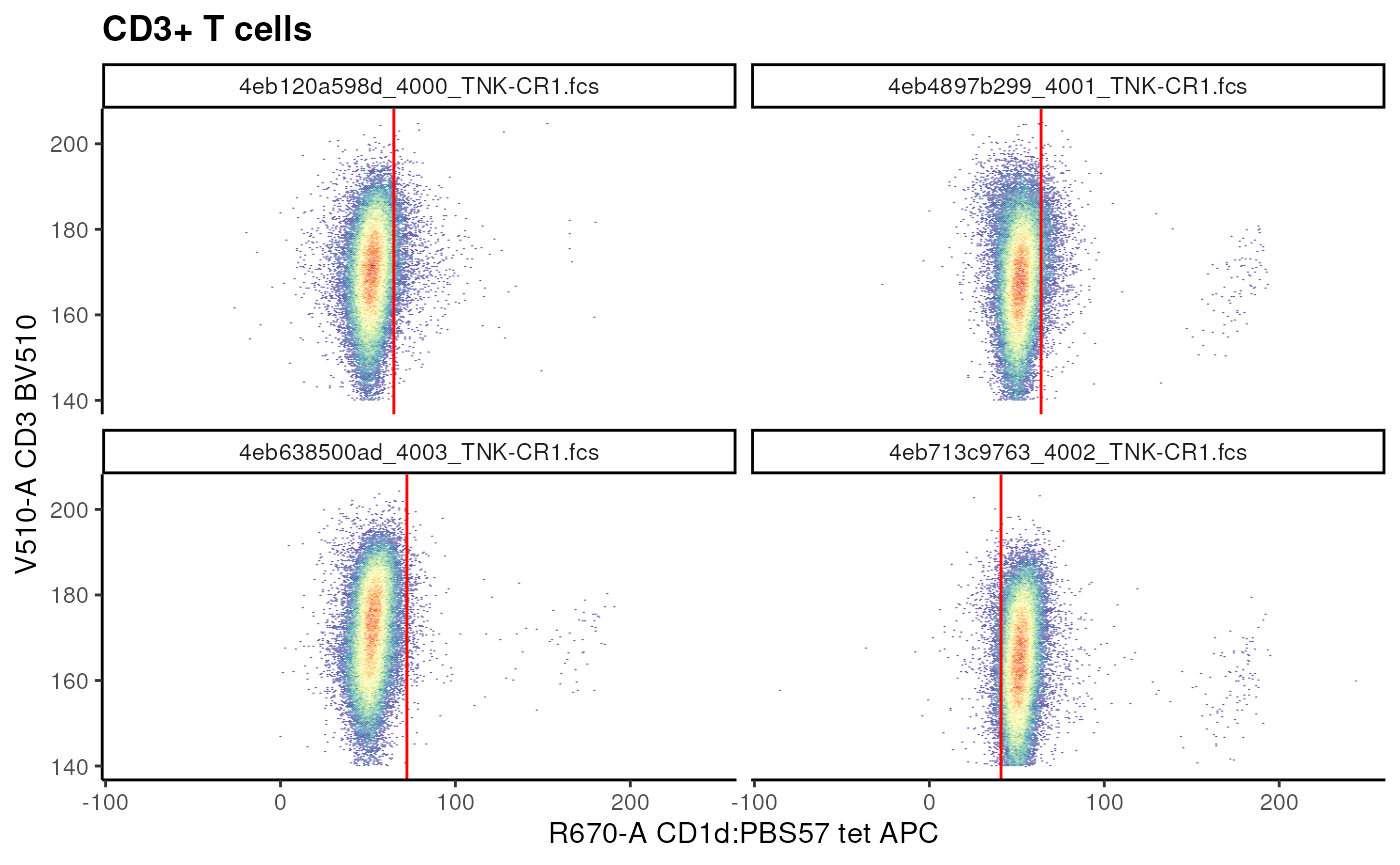 CD3+ T cells
4eb120a598d_4000_TNK-CR1.fcs
4eb4897b299_4001_TNK-CR1.fcs
200
180
160
140
4eb638500ad_4003_TNK-CR1.fcs
4eb713c9763_4002_TNK-CR1.fcs
200
180
160
140
-100
0
100
200
-100
0
100
200
R670-A CD1d:PBS57 tet APC
V510-A CD3 BV510